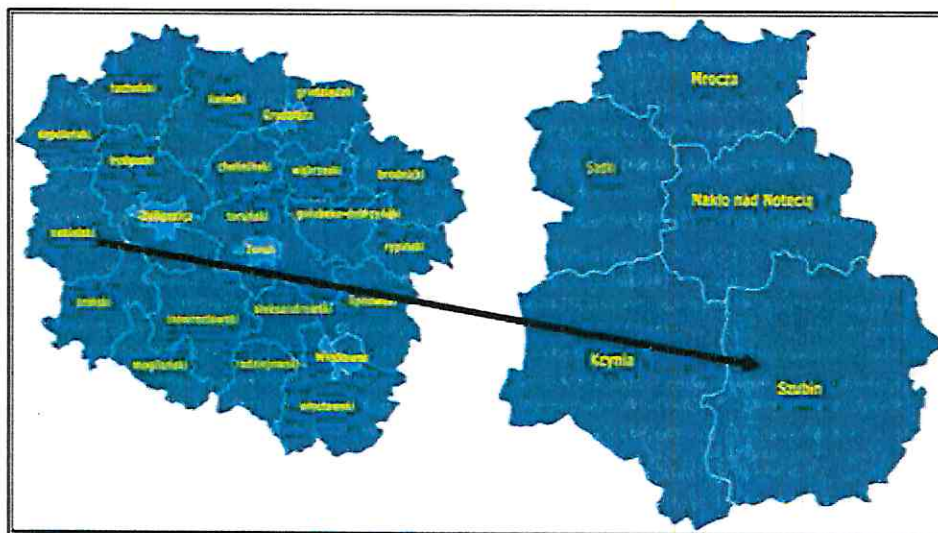 tucholski
świecki
grudziądzki
Grudziądz
sępoleński
bydgoski
chełmiński
wąbrzeski
brodnicki
Bydgoszcz
toruński
golubsko-dobrzyński
nakielski
Toruń
rypiński
żniński
inowrocławski
aleksandrowski
lipnowski
mogileński
radziejowski
Włocławek
włocławski
Mrocza
Sadki
Nakło nad Notecią
Kcynia
Szubin